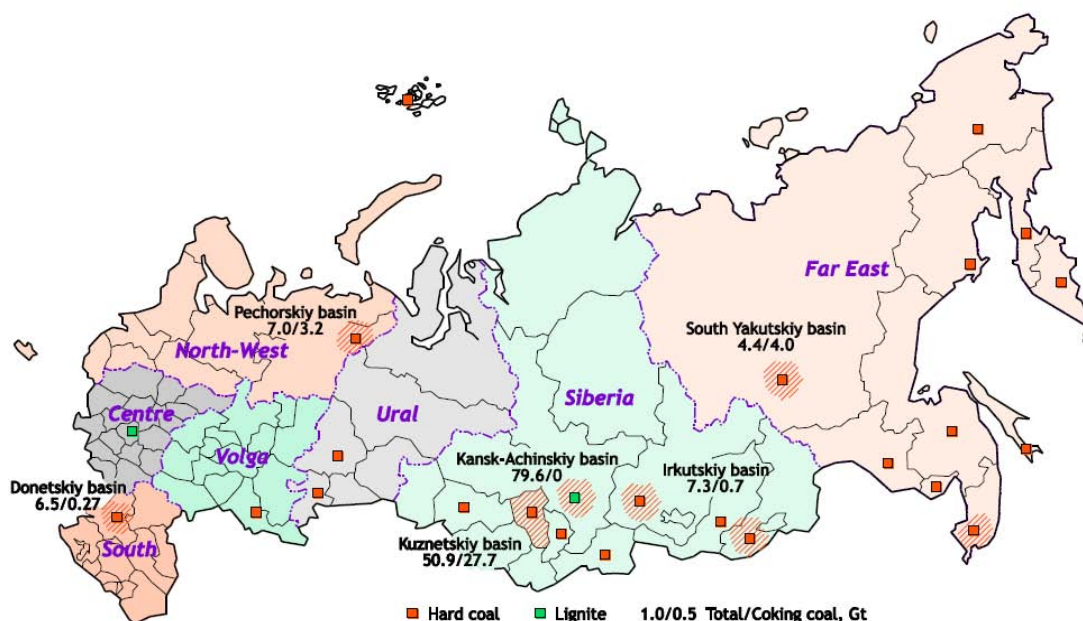 Far East
Pechorskiy basin
7.0/3.2
South Yakutskiy basin
4.4/4.0
North-West
Siberia
Centre
Ural
Volga
Kansk-Achinskiy basin
79.6/0
Irkutskiy basin
7.3/0.7
Donetskiy basin
6.5/0.27
South
Kuznetskiy basin
50.9/27.7
Hard coal
Lignite
1.0/0.5 Total/Coking coal, Gt